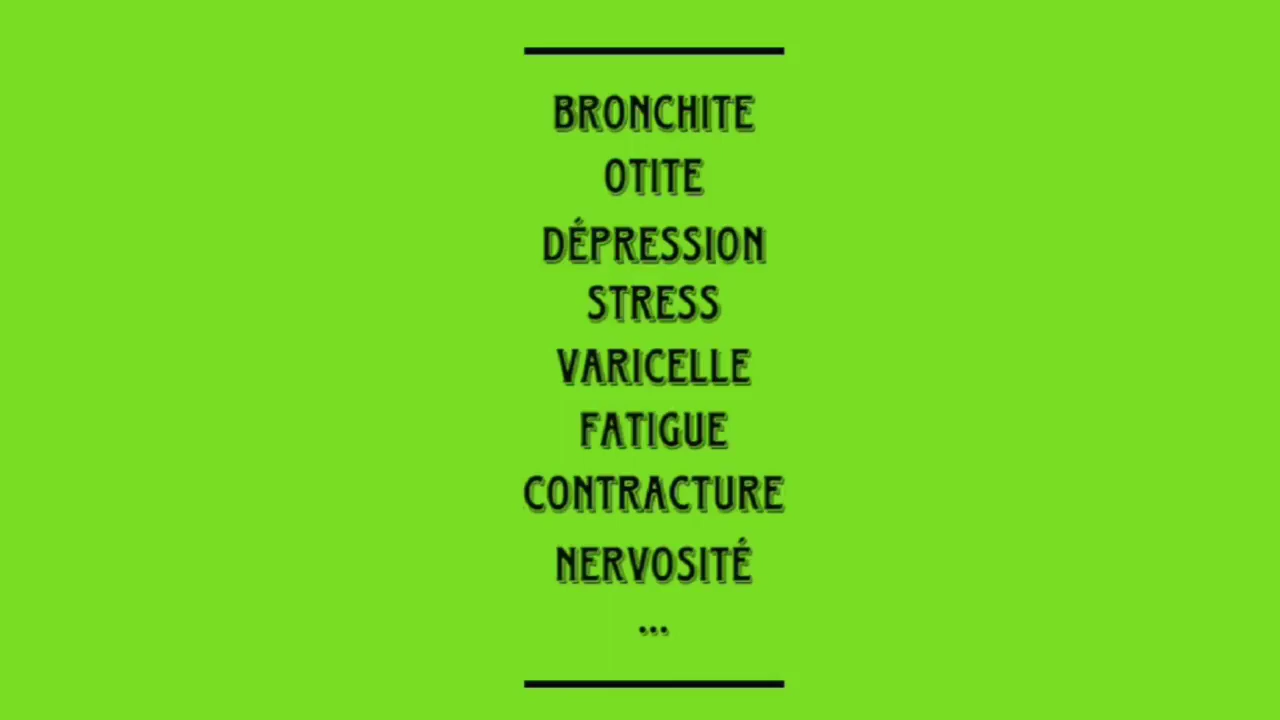 BRONCHITE
OTITE
DÉPRESSION
STRESS
VARICELLE
FATIGUE
CONTRACTURE
NERVOSITÉ
...